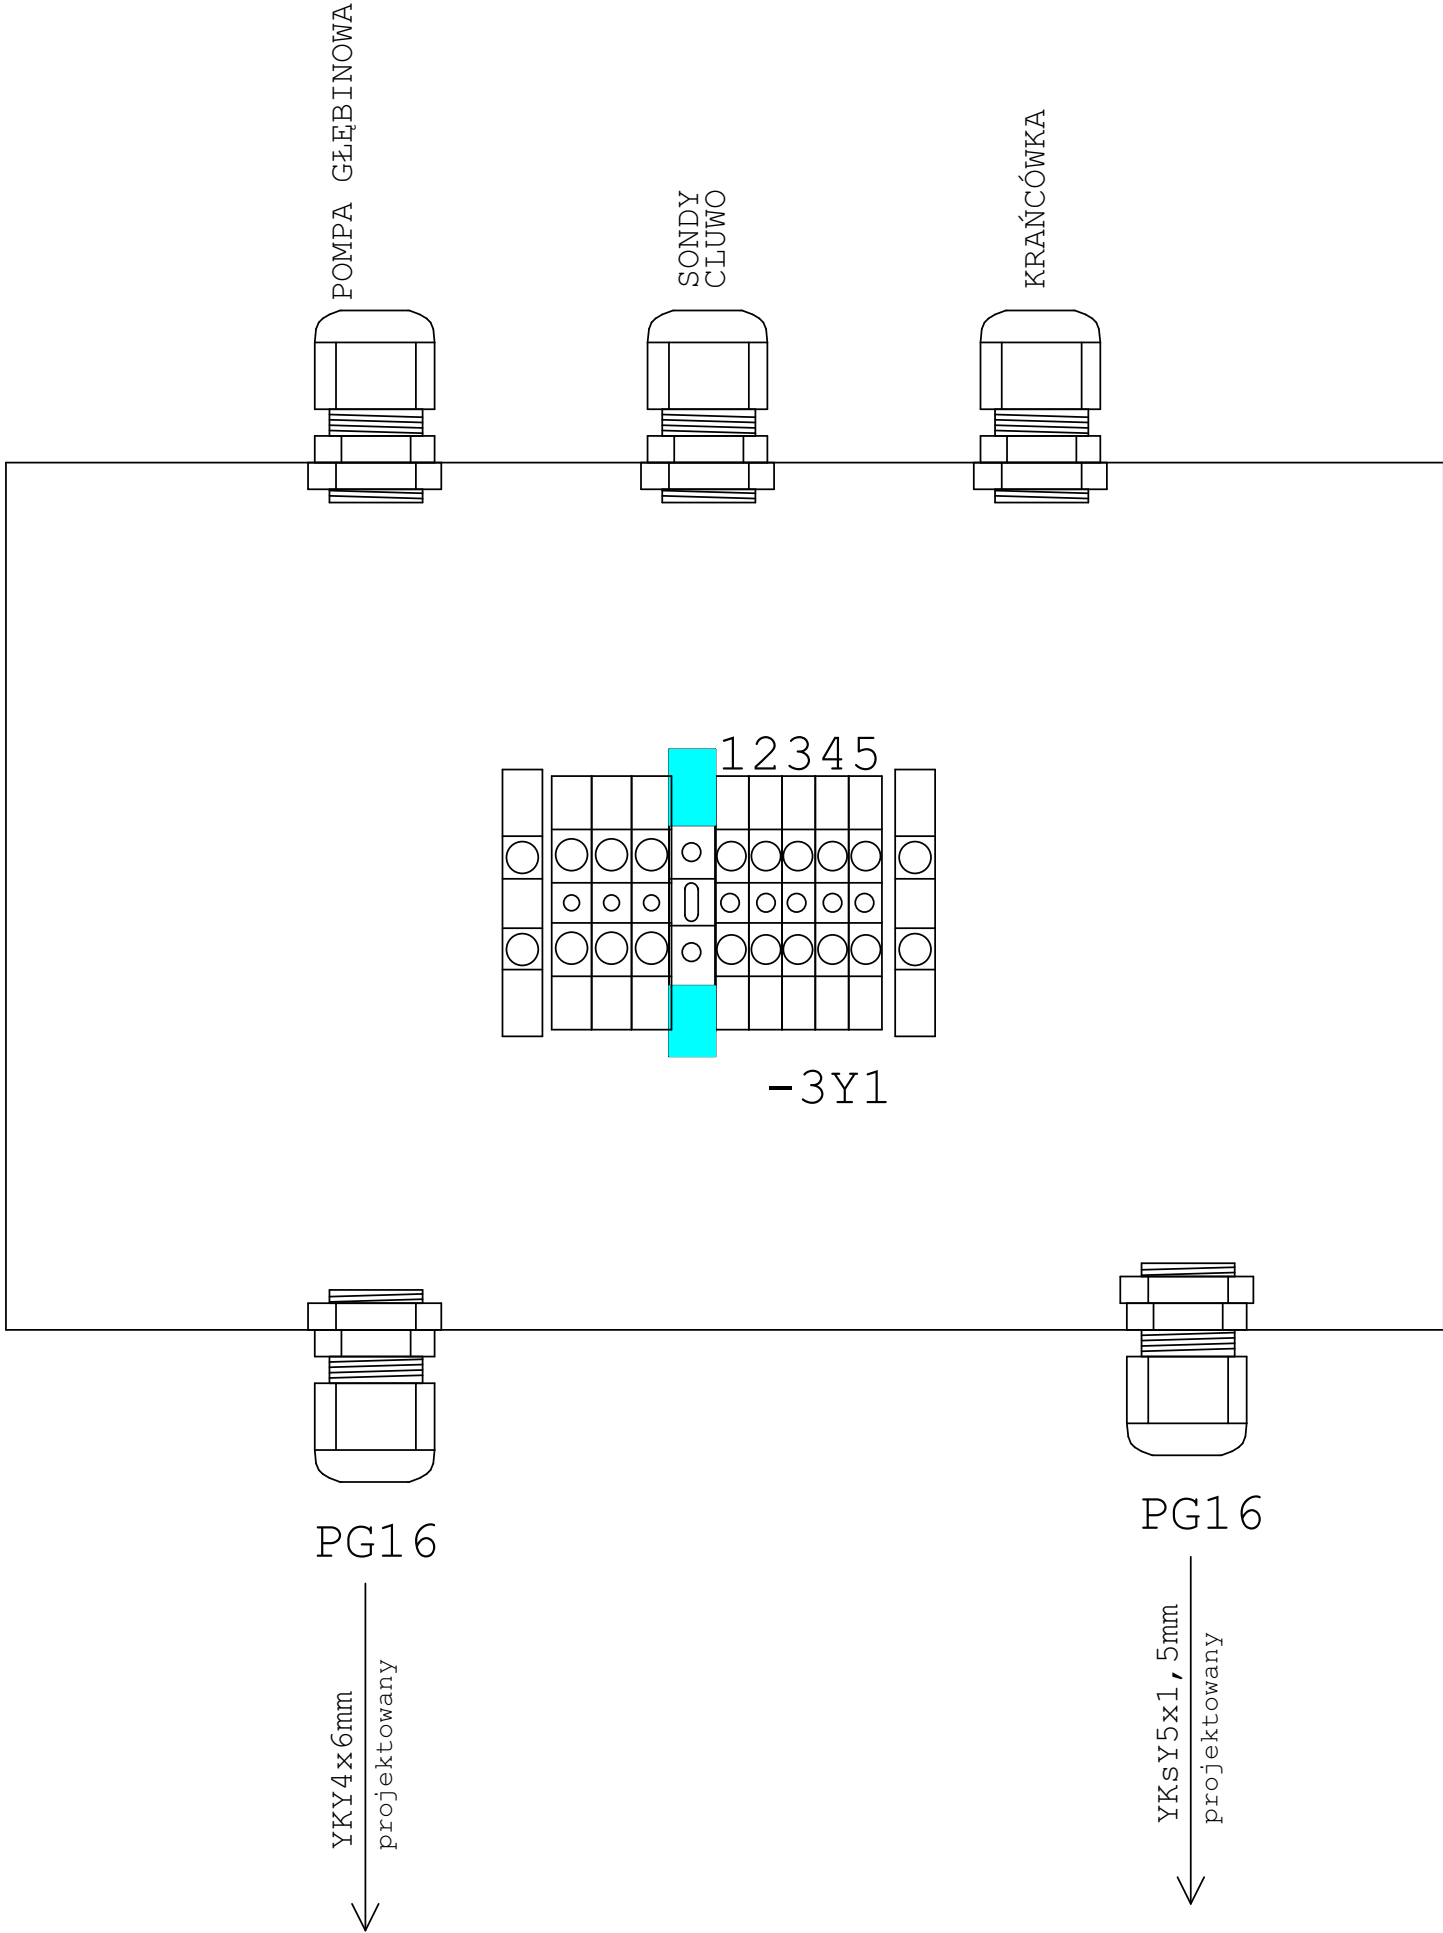 POMPA GŁĘBINOWA
SONDY
CLUWO
KRAŃCÓWKA
12345
-3Y1
PG16
PG16
YKY4x6mm
projektowany
YKsY5x1,5mm
projektowany